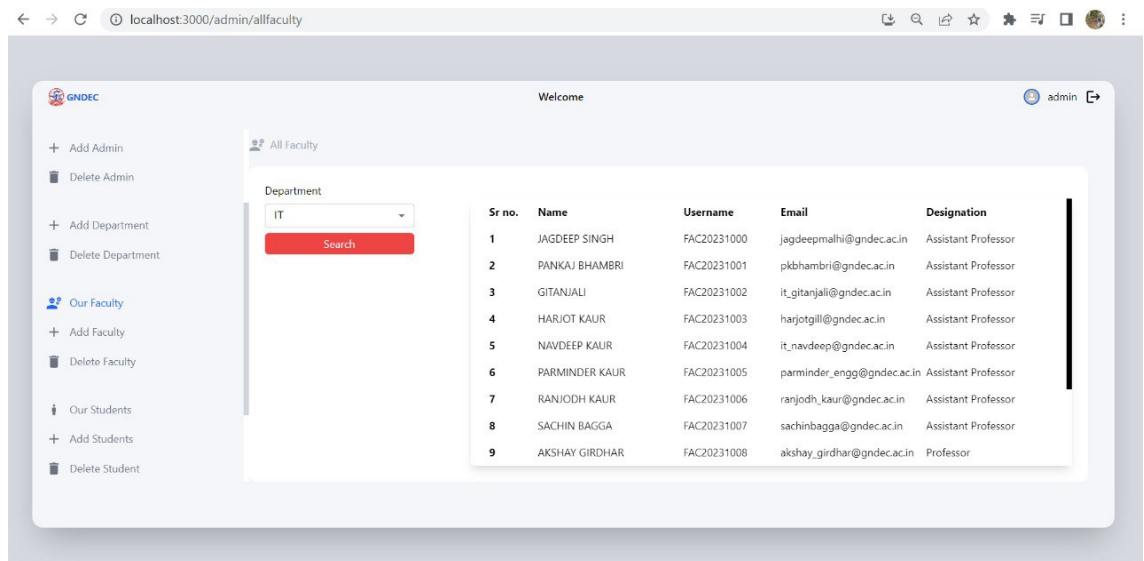 localhost:3000/admin/allfaculty
GNDEC
Welcome
admin
Add Admin
Delete Admin
Add Department
Delete Department
Our Faculty
Add Faculty
Delete Faculty
Our Students
Add Students
Delete Student
All Faculty
Department
IT
Search
Sr no. Name Username Email Designation
1 JAGDEEP SINGH FAC20231000 jagdeepmalhi@gndec.ac.in Assistant Professor
2 PANKAJ BHAMBRI FAC20231001 pkbhambri@gndec.ac.in Assistant Professor
3 GITANJALI FAC20231002 it_gitanjali@gndec.ac.in Assistant Professor
4 HARJOT KAUR FAC20231003 harjotgill@gndec.ac.in Assistant Professor
5 NAVDEEP KAUR FAC20231004 it_navdeep@gndec.ac.in Assistant Professor
6 PARMINDER KAUR FAC20231005 parminder_engg@gndec.ac.in Assistant Professor
7 RANJODH KAUR FAC20231006 ranjodh_kaur@gndec.ac.in Assistant Professor
8 SACHIN BAGGA FAC20231007 sachinbagga@gndec.ac.in Assistant Professor
9 AKSHAY GIRDHAR FAC20231008 akshay_girdhar@gndec.ac.in Professor